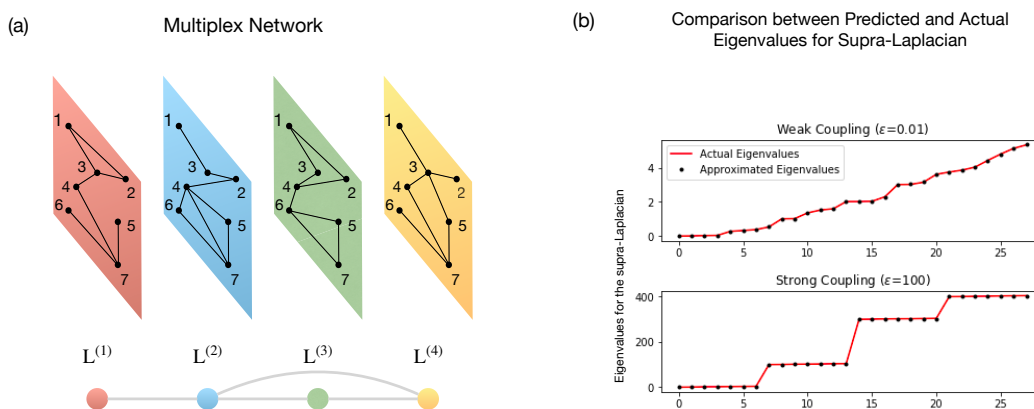 (a)
Multiplex Network
1
3
2
4
6
5
7
1
3
2
4
6
5
7
1
3
2
4
6
5
7
1
3
2
4
6
5
7
L(1)
L(2)
L(3)
L(4)
(b)
Comparison between Predicted and Actual
Eigenvalues for Supra-Laplacian
Eigenvalues for the supra-Laplacian
Weak Coupling (ε=0.01)
Actual Eigenvalues
Approximated Eigenvalues
4
2
0
0 5 10 15 20 25
Strong Coupling (ε=100)
400
200
0
0 5 10 15 20 25